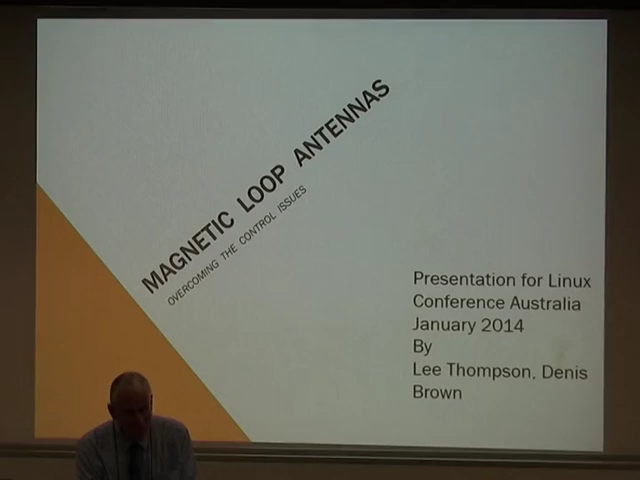 MAGNETIC LOOP ANTENNAS
OVERCOMING THE CONTROL ISSUES
Presentation for Linux
Conference Australia
January 2014
By
Lee Thompson, Denis
Brown